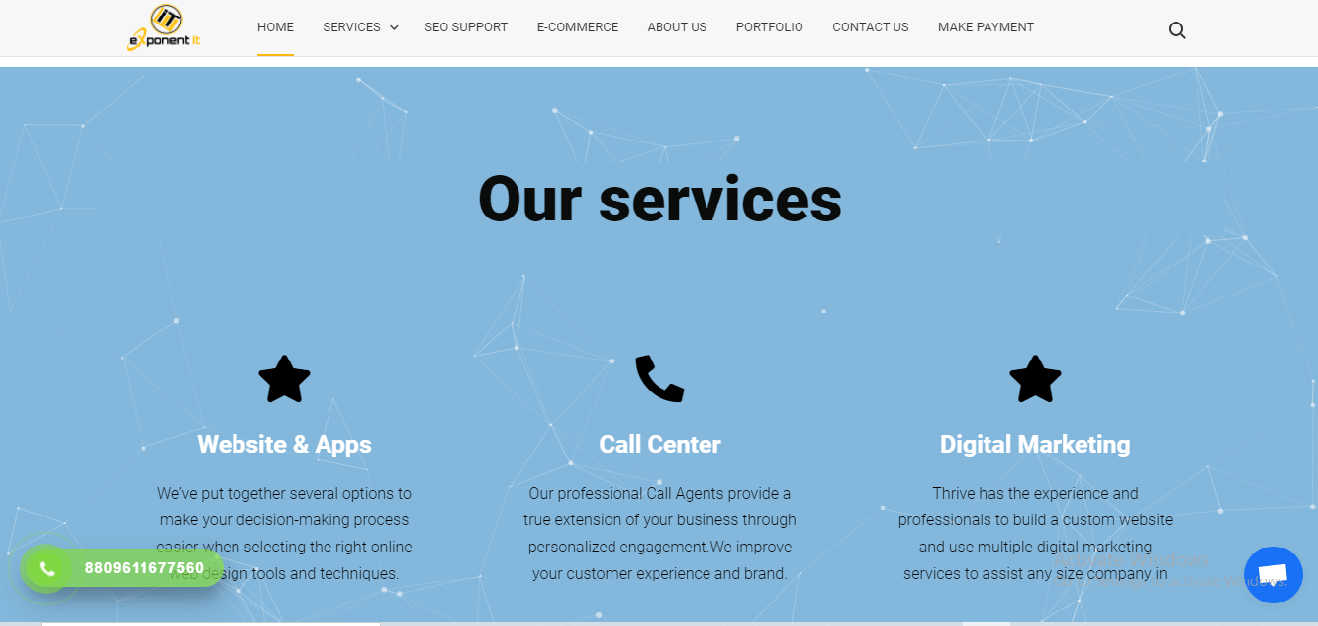 iT
eXponent it
HOME SERVICES SEO SUPPORT E-COMMERCE ABOUT US PORTFOLIO CONTACT US MAKE PAYMENT
Our services
Website & Apps
We've put together several options to
make your decision-making process
easier when selecting the right online
web design tools and techniques.
Call Center
Our professional Call Agents provide a
true extension of your business through
personalized engagement.We improve
your customer experience and brand.
Digital Marketing
Thrive has the experience and
professionals to build a custom website
and use multiple digital marketing
services to assist any size company in
8809611677560
Activate Windows
Windows.